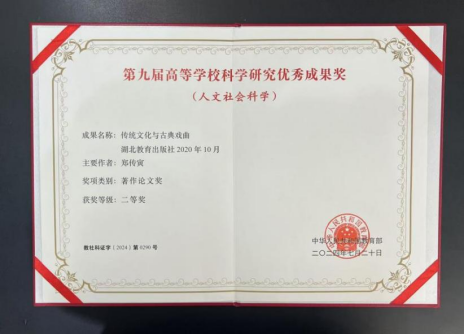 第九届高等学校科学研究优秀成果奖
（人文社会科学）
成果名称：传统文化与古典戏曲
湖北教育出版社 2020 年 10 月
主要作者：郑传寅
奖项类别：著作论文奖
获奖等级：二等奖
教社科证字［2024］第 0290 号
中华人民共和国教育部
二〇二四年七月二十日